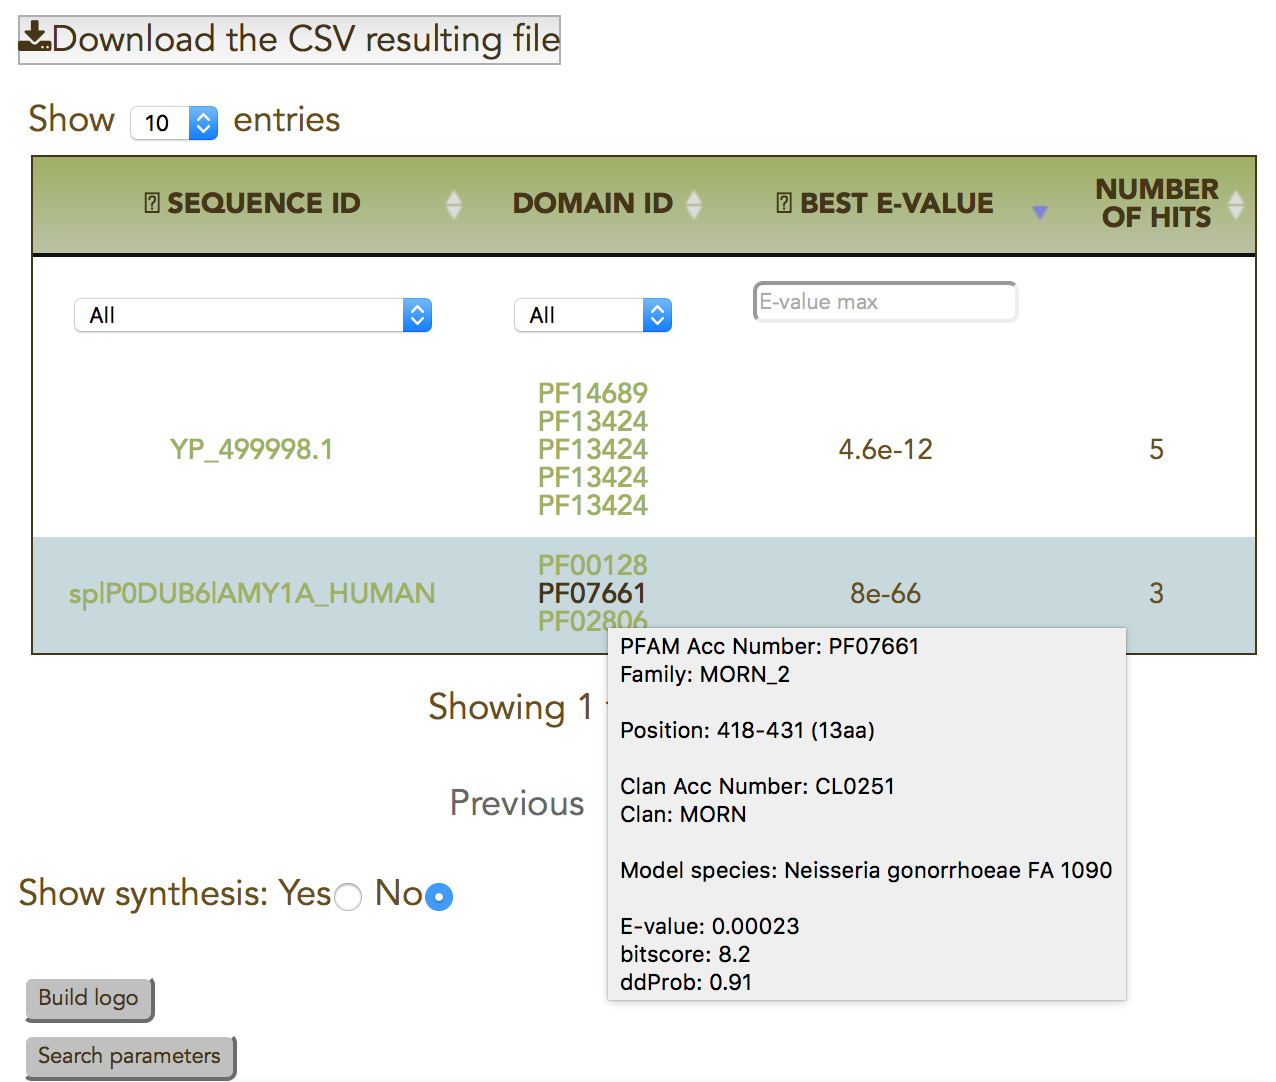 Download the CSV resulting file
Show 10 entries
SEQUENCE ID DOMAIN ID BEST E-VALUE NUMBER OF HITS
All All E-value max
PF14689
PF13424
YP_499998.1 PF13424 4.6e-12 5
PF13424
PF13424
PF00128
sp|P0DUB6|AMY1A_HUMAN PF07661 8e-66 3
PF02806
PFAM Acc Number: PF07661
Family: MORN_2
Showing 1
Position: 418-431 (13aa)
Clan Acc Number: CL0251
Previous
Clan: MORN
Model species: Neisseria gonorrhoeae FA 1090
Show synthesis: Yes No
E-value: 0.00023
bitscore: 8.2
ddProb: 0.91
Build logo
Search parameters